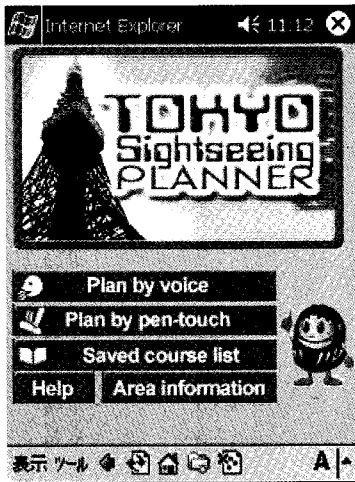 Internet Explorer 11:12
TOKYO
Sightseeing
PLANNER
Plan by voice
Plan by pen-touch
Saved course list
Help Area information
表示 ツール A